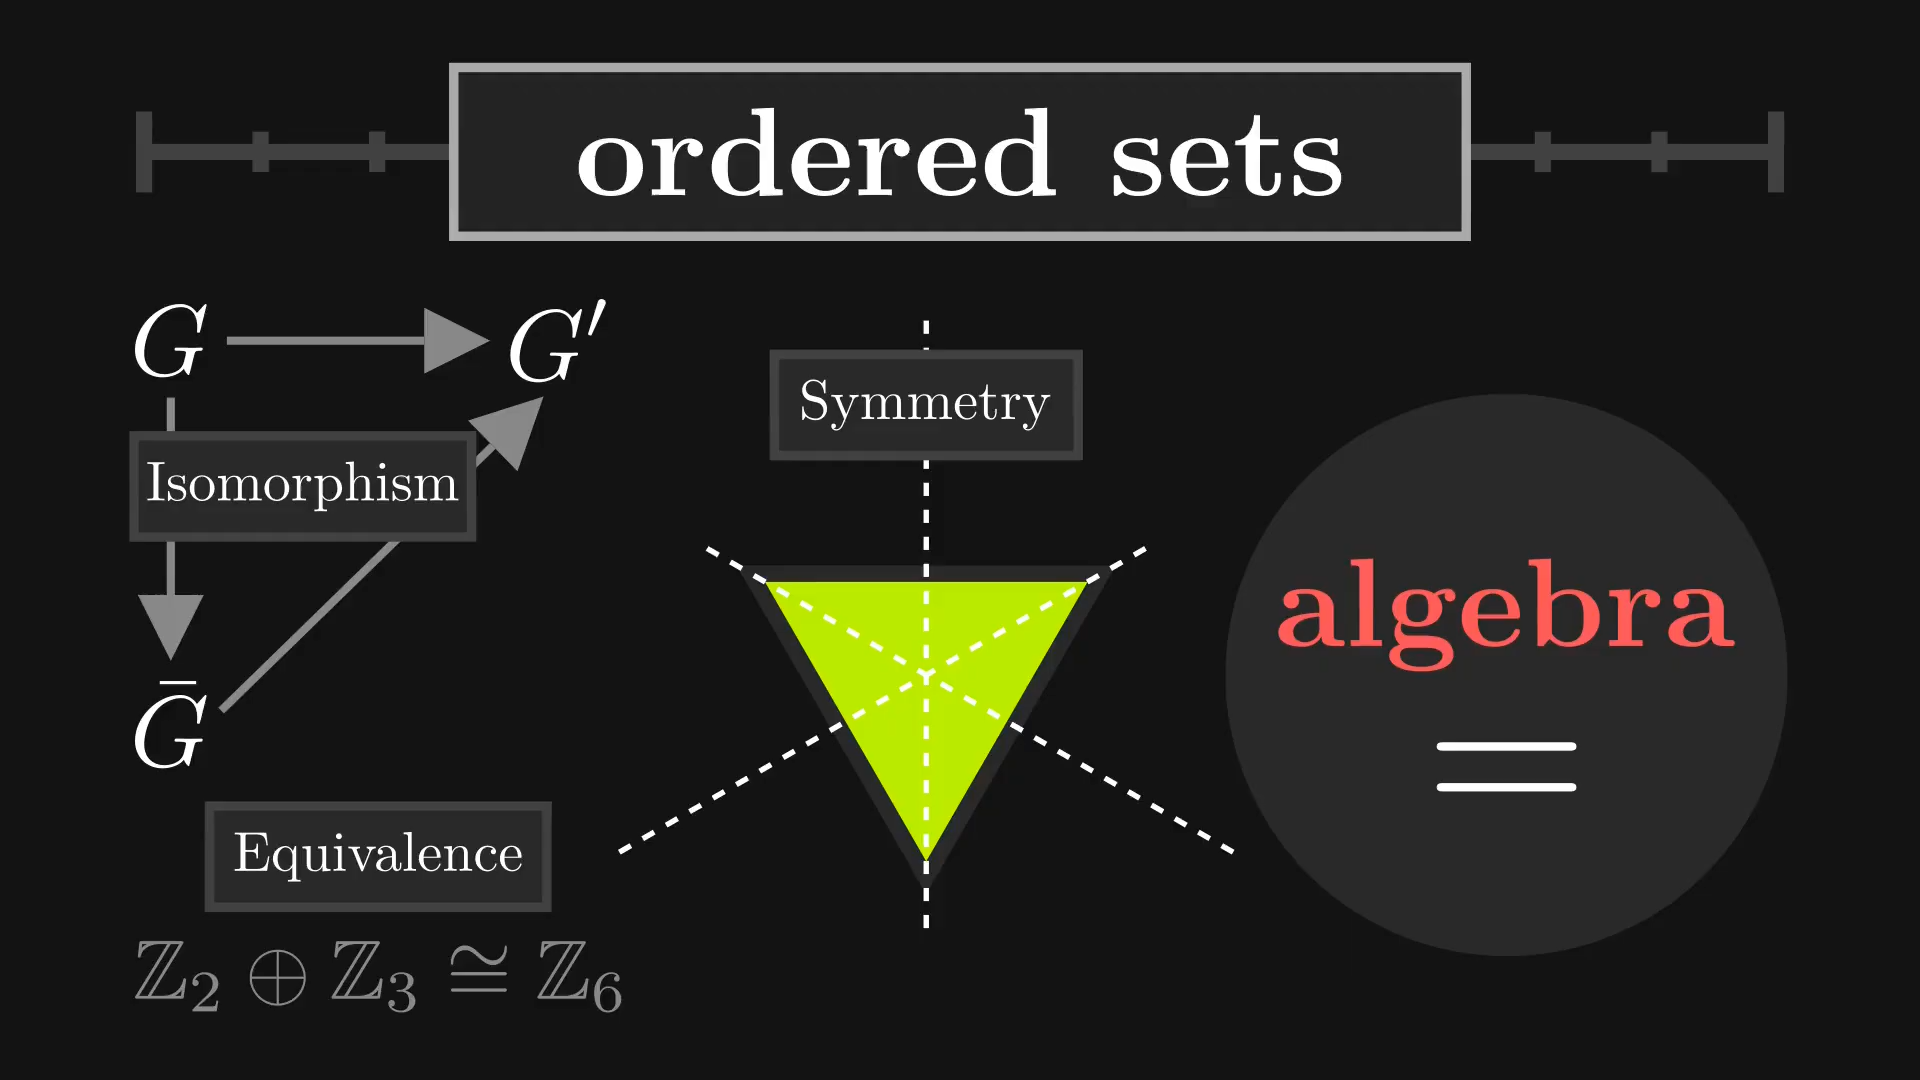 ordered sets
G G′
Symmetry
Isomorphism
algebra
=
Ḡ
Equivalence
ℤ₂ ⊕ ℤ₃ ≅ ℤ₆